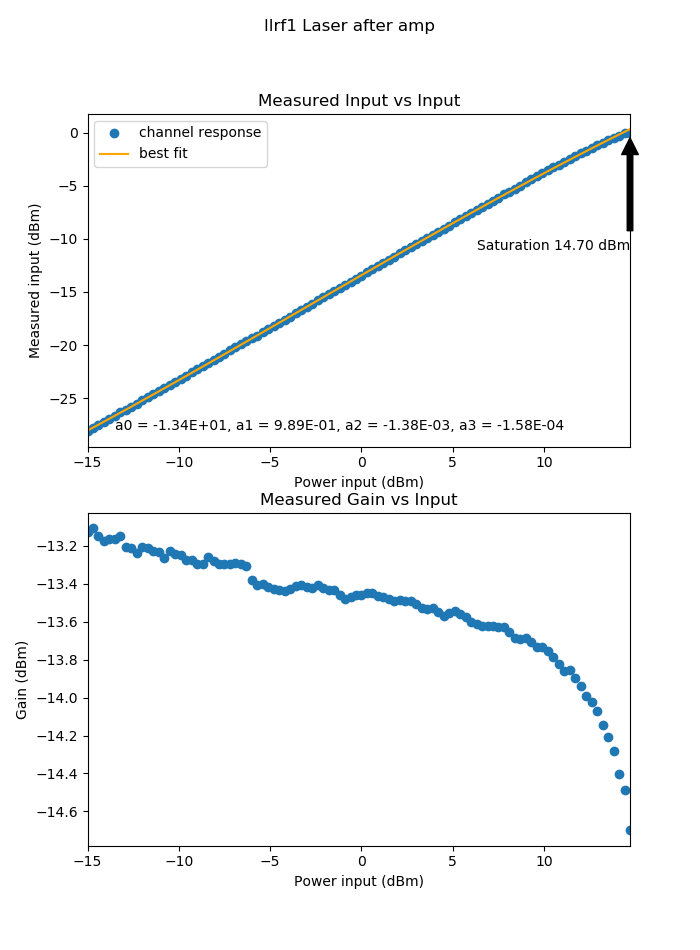 llrf1 Laser after amp
Measured Input vs Input
channel response
best fit
Measured input (dBm)
0
−5
−10
−15
−20
−25
Saturation 14.70 dBm
a0 = -1.34E+01, a1 = 9.89E-01, a2 = -1.38E-03, a3 = -1.58E-04
−15 −10 −5 0 5 10
Power input (dBm)
Measured Gain vs Input
Gain (dBm)
−13.2
−13.4
−13.6
−13.8
−14.0
−14.2
−14.4
−14.6
−15 −10 −5 0 5 10
Power input (dBm)